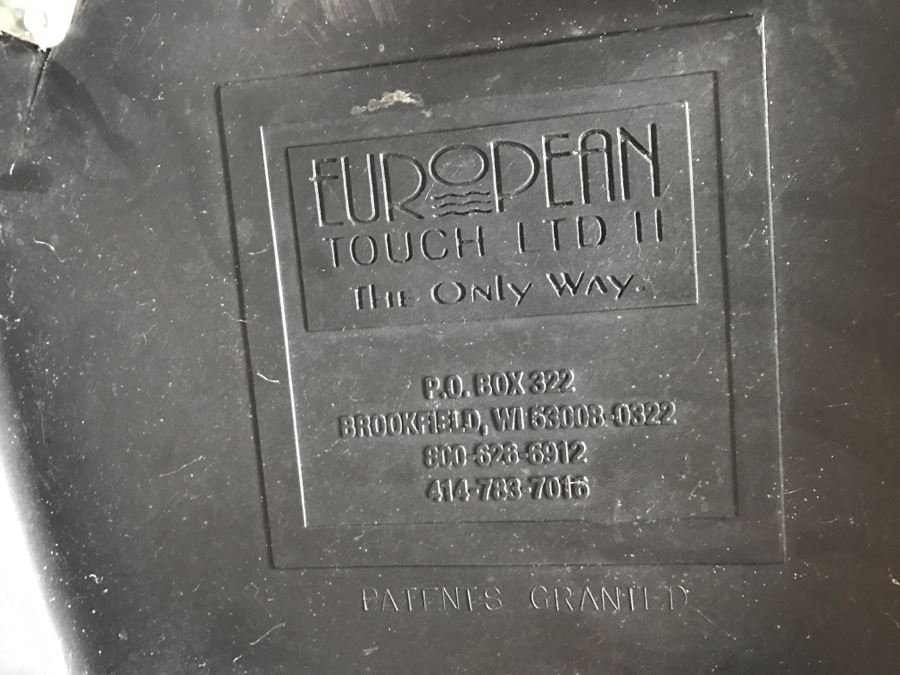 EUROPEAN
TOUCH LTD II
The Only Way.
P.O. BOX 322
BROOKFIELD, WI 53008-0322
800-626-6912
414-783-7016
PATENTS GRANTED